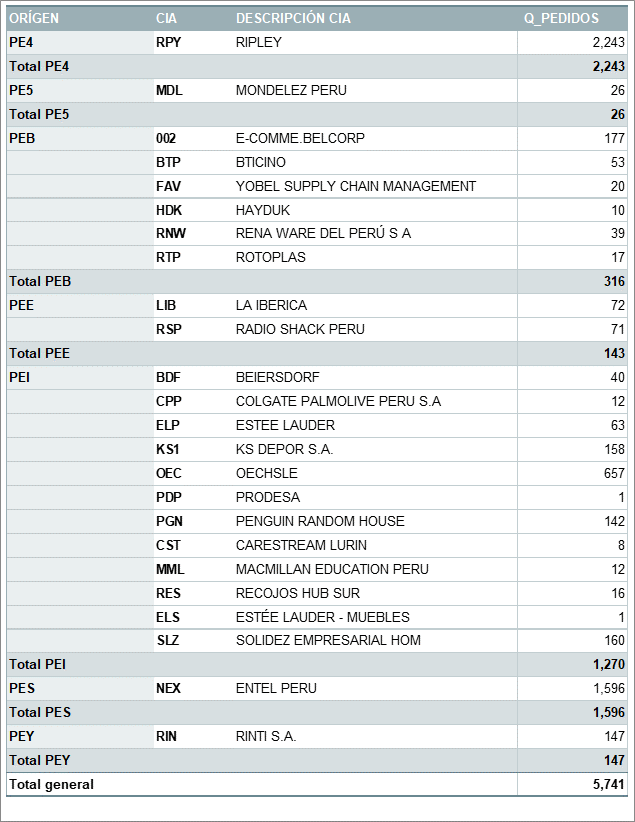 ORÍGEN CIA DESCRIPCIÓN CIA Q_PEDIDOS
PE4 RPY RIPLEY 2,243
Total PE4 2,243
PE5 MDL MONDELEZ PERU 26
Total PE5 26
PEB 002 E-COMME.BELCORP 177
BTP BTICINO 53
FAV YOBEL SUPPLY CHAIN MANAGEMENT 20
HDK HAYDUK 10
RNW RENA WARE DEL PERÚ S A 39
RTP ROTOPLAS 17
Total PEB 316
PEE LIB LA IBERICA 72
RSP RADIO SHACK PERU 71
Total PEE 143
PEI BDF BEIERSDORF 40
CPP COLGATE PALMOLIVE PERU S.A 12
ELP ESTEE LAUDER 63
KS1 KS DEPOR S.A. 158
OEC OECHSLE 657
PDP PRODESA 1
PGN PENGUIN RANDOM HOUSE 142
CST CARESTREAM LURIN 8
MML MACMILLAN EDUCATION PERU 12
RES RECOJOS HUB SUR 16
ELS ESTÉE LAUDER - MUEBLES 1
SLZ SOLIDEZ EMPRESARIAL HOM 160
Total PEI 1,270
PES NEX ENTEL PERU 1,596
Total PES 1,596
PEY RIN RINTI S.A. 147
Total PEY 147
Total general 5,741